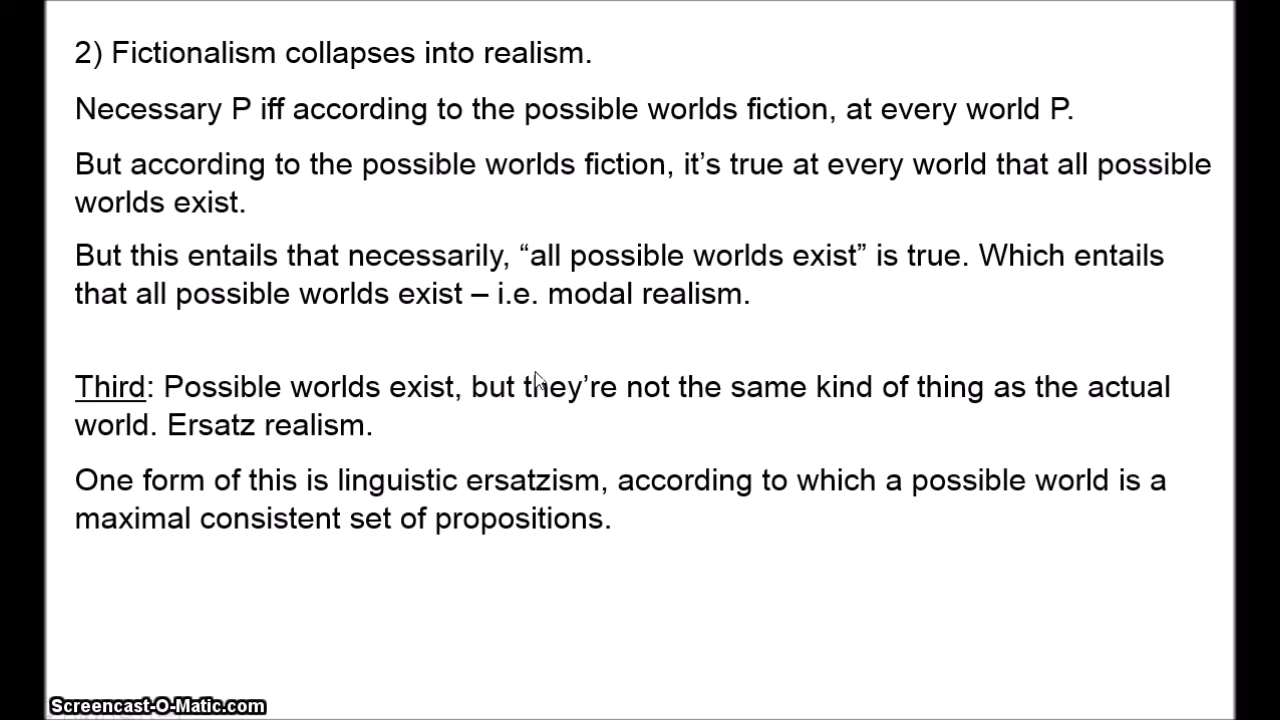 2) Fictionalism collapses into realism.
Necessary P iff according to the possible worlds fiction, at every world P.
But according to the possible worlds fiction, it’s true at every world that all possible
worlds exist.
But this entails that necessarily, “all possible worlds exist” is true. Which entails
that all possible worlds exist – i.e. modal realism.
Third: Possible worlds exist, but they’re not the same kind of thing as the actual
world. Ersatz realism.
One form of this is linguistic ersatzism, according to which a possible world is a
maximal consistent set of propositions.
Screencast-O-Matic.com